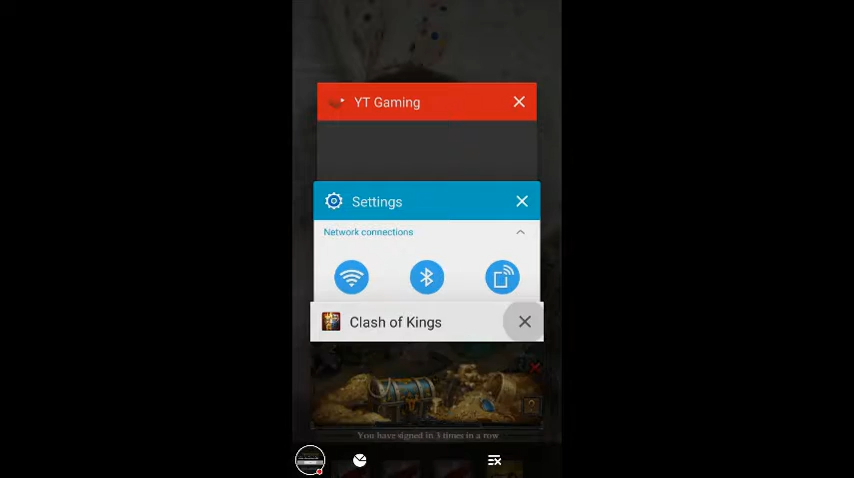 YT Gaming
Settings
Network connections
Clash of Kings
You have signed in 3 times in a row